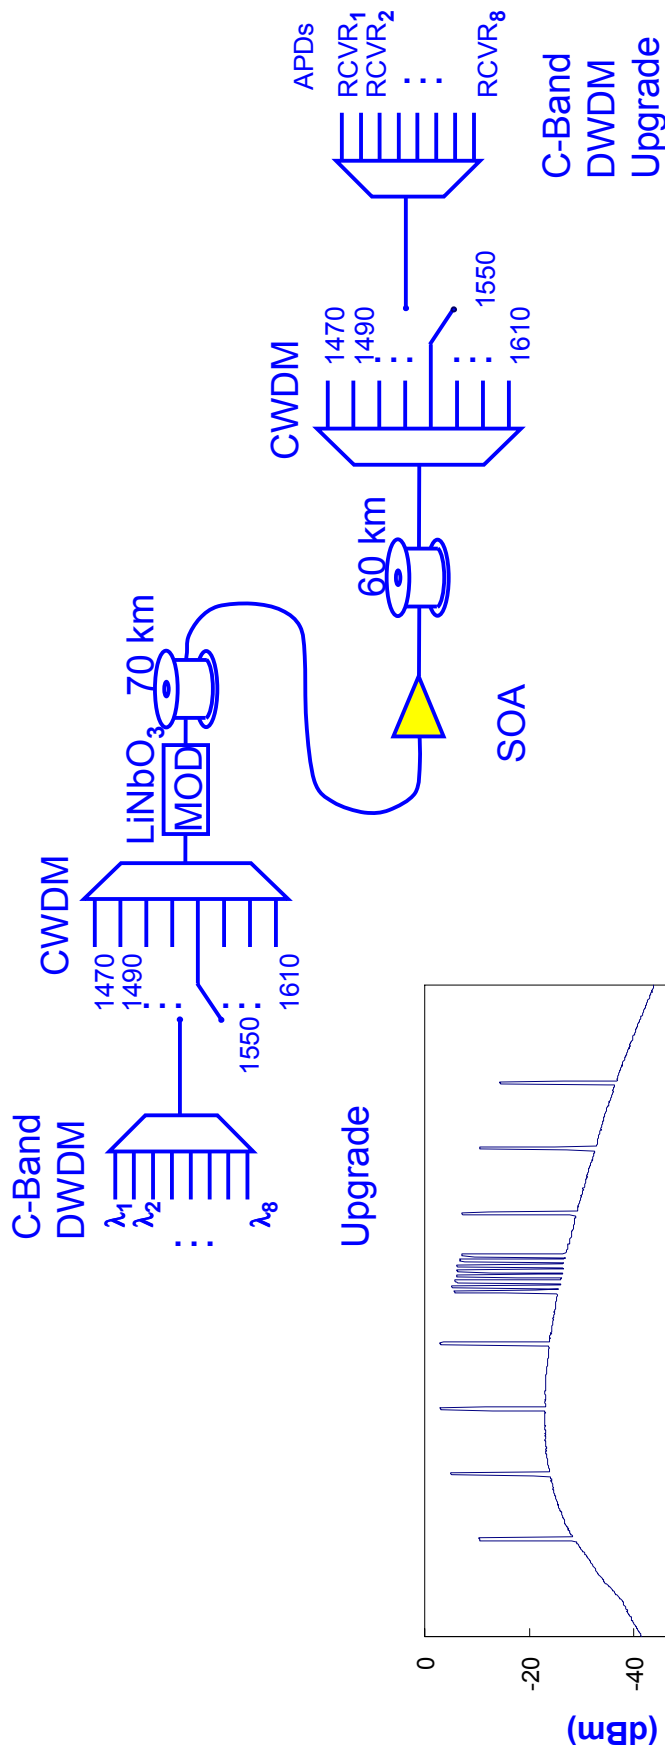 C-Band
DWDM
λ1
λ2
...
λ8
Upgrade
CWDM
1470
1490
...
...
1550
1610
LiNbO3
MOD
70 km
SOA
60 km
CWDM
1470
1490
...
...
1550
1610
APDs
RCVR1
RCVR2
...
RCVR8
C-Band
DWDM
Upgrade
0
-20
-40
(dBm)